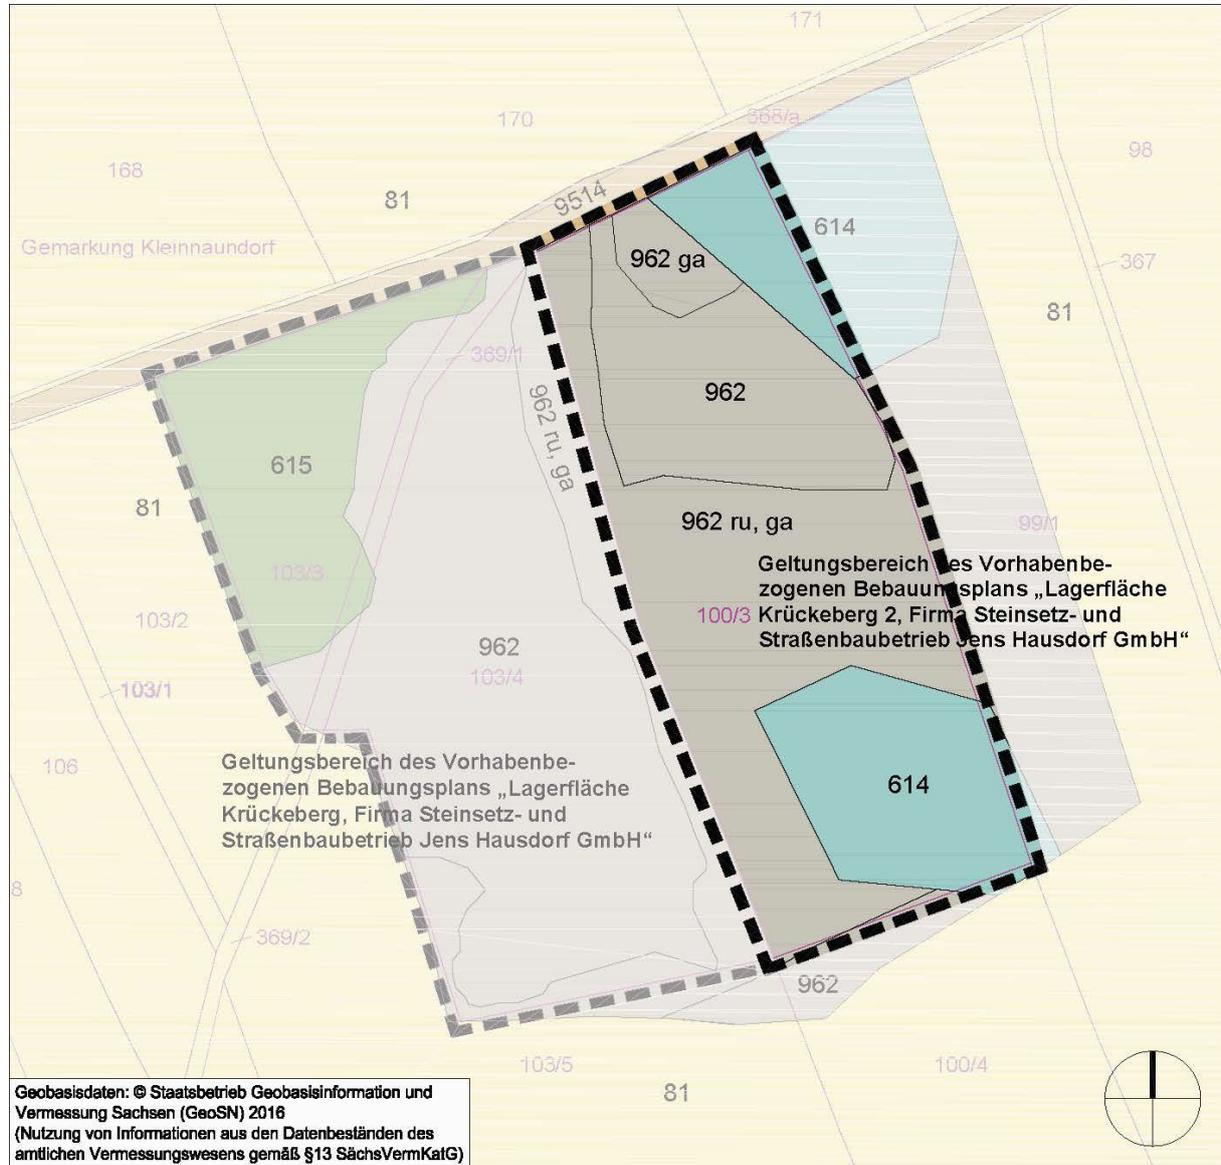 171
170
368/a
168
98
81
9514
614
Gemarkung Kleinnaundorf
962 ga
367
81
369/1
962 ru, ga
962
615
81
962 ru, ga
99/1
Geltungsbereich des Vorhabenbe-
zogenen Bebauungsplans „Lagerfläche
100/3
Krückeberg 2, Firma Steinsetz- und
Straßenbaubetrieb Jens Hausdorf GmbH“
103/3
103/2
962
103/4
103/1
106
Geltungsbereich des Vorhabenbe-
zogenen Bebauungsplans „Lagerfläche
Krückeberg, Firma Steinsetz- und
Straßenbaubetrieb Jens Hausdorf GmbH“
614
8
369/2
962
103/5
100/4
81
Geobasisdaten: © Staatsbetrieb Geobasisinformation und
Vermessung Sachsen (GeoSN) 2016
(Nutzung von Informationen aus den Datenbeständen des
amtlichen Vermessungswesens gemäß §13 SächsVermKatG)